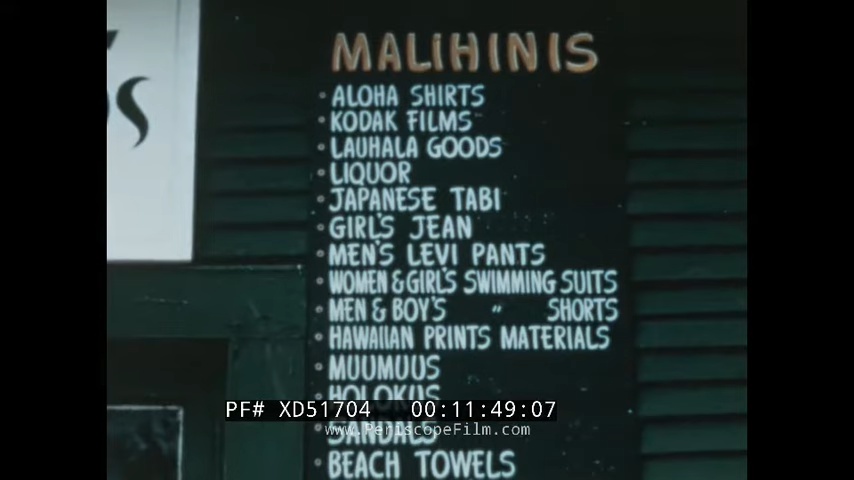 MALIHINIS
ALOHA SHIRTS
KODAK FILMS
LAUHALA GOODS
LIQUOR
JAPANESE TABI
GIRL'S JEAN
MEN'S LEVI PANTS
WOMEN & GIRL'S SWIMMING SUITS
MEN & BOY'S " SHORTS
HAWAIIAN PRINTS MATERIALS
MUUMUUS
HOLOKUS
PF# XD51704 00:11:49:07
www.PeriscopeFilm.com
SANDALS
BEACH TOWELS